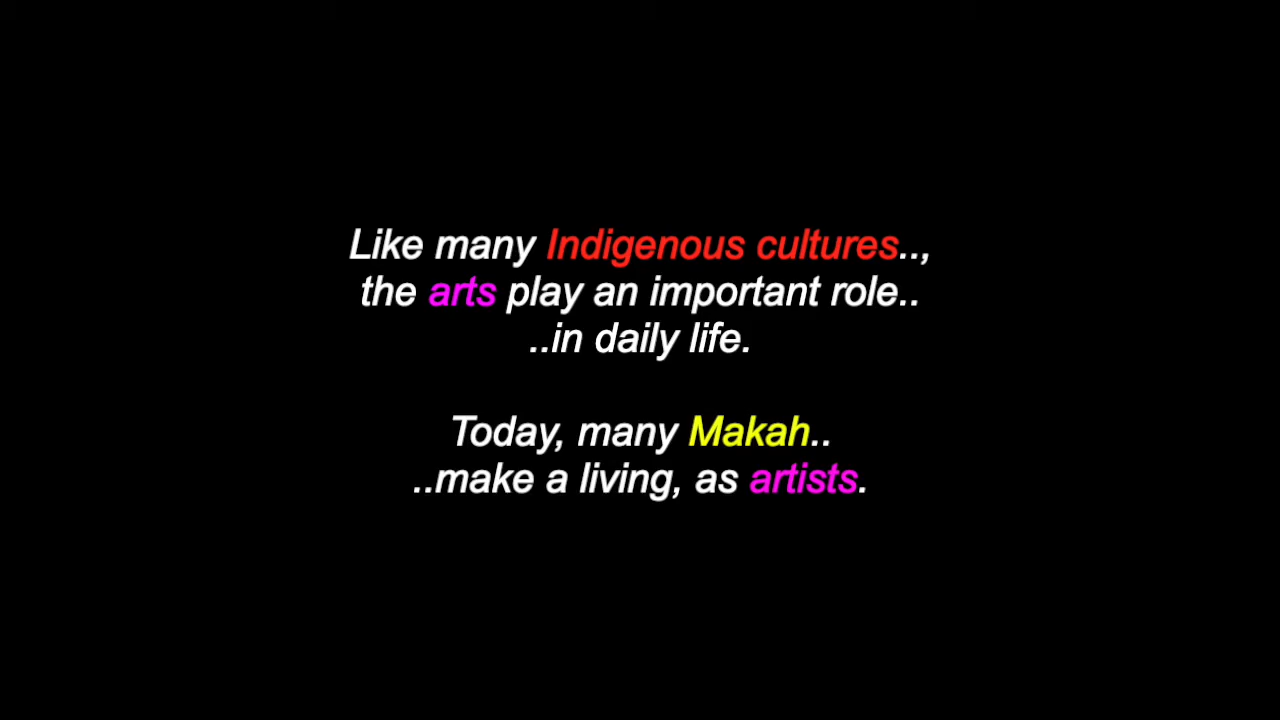 Like many Indigenous cultures..,
the arts play an important role..
..in daily life.
Today, many Makah..
..make a living, as artists.